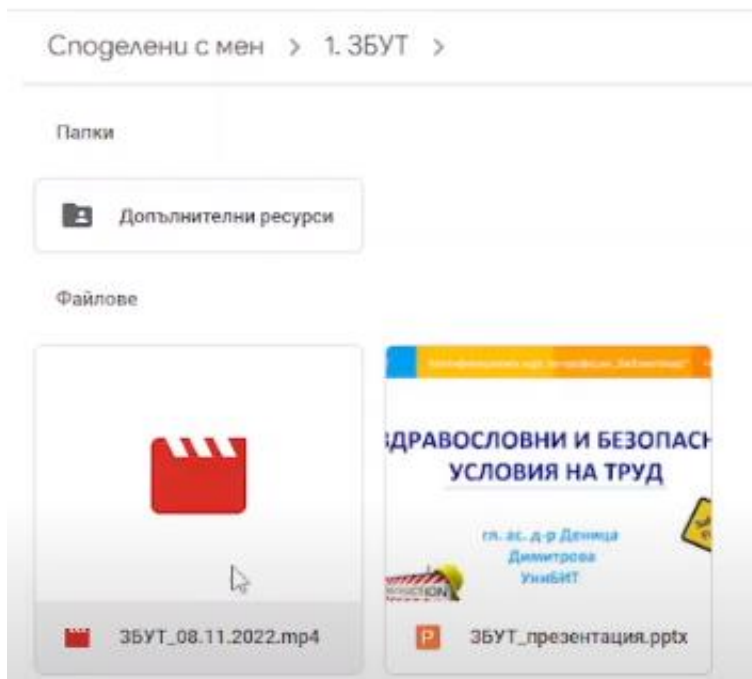 Споделени с мен > 1. ЗБУТ >
Папки
Допълнителни ресурси
Файлове
ЗДРАВОСЛОВНИ И БЕЗОПАСН
УСЛОВИЯ НА ТРУД
гл. ас. д-р Деница
Димитрова
УниБИТ
ЗБУТ_08.11.2022.mp4
P
ЗБУТ_презентация.pptx